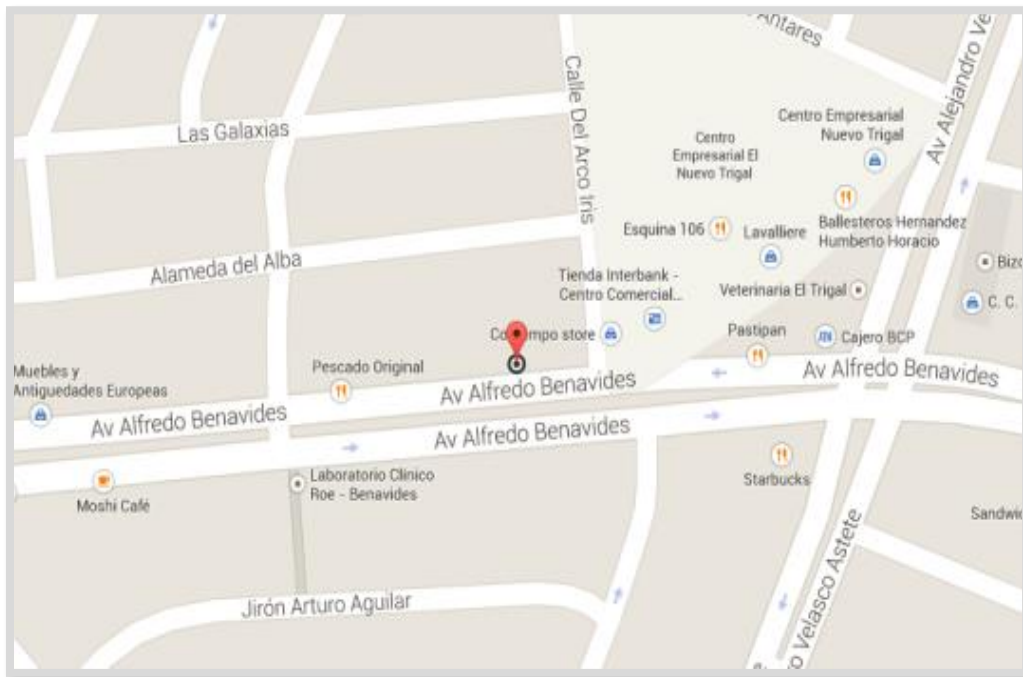 Antares
Av Alejandro Ve
Las Galaxias
Calle Del Arco Iris
Centro Empresarial
Nuevo Trigal
Centro
Empresarial El
Nuevo Trigal
Ballesteros Hernandez
Humberto Horacio
Esquina 106
Lavalliere
Alameda del Alba
Tienda Interbank -
Centro Comercial...
Veterinaria El Trigal
Bizc
C. C.
mpo store
Pastipan
Cajero BCP
Pescado Original
Muebles y
Antiguedades Europeas
Av Alfredo Benavides
Av Alfredo Benavides
Av Alfredo Benavides
Av Alfredo Benavides
Laboratorio Clínico
Roe - Benavides
Moshi Café
Starbucks
Sandwic
Jirón Arturo Aguilar
o Velasco Astete